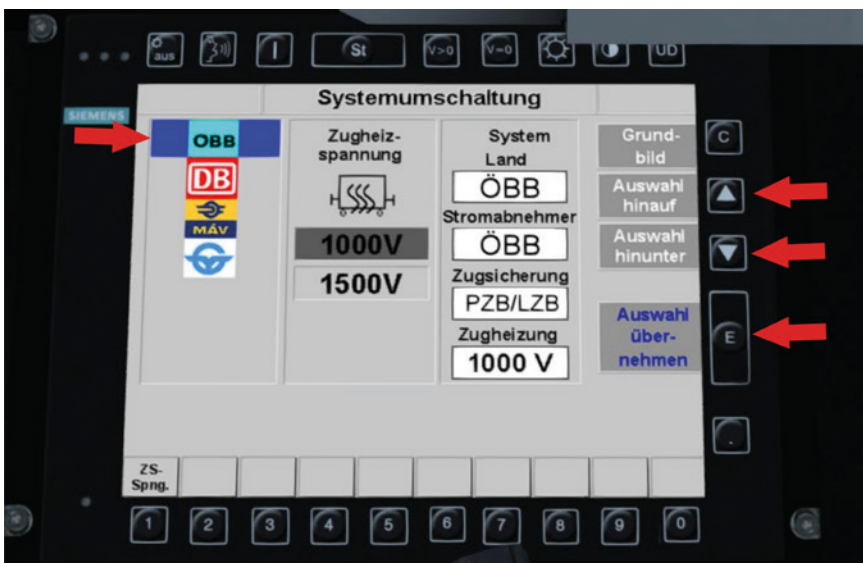 aus
St
V>0
V=0
UD
SIEMENS
Systemumschaltung
ÖBB
DB
MÁV
Zugheiz-
spannung
1000V
1500V
System
Land
ÖBB
Stromabnehmer
ÖBB
Zugsicherung
PZB/LZB
Zugheizung
1000 V
Grund-
bild
Auswahl
hinauf
Auswahl
hinunter
Auswahl
über-
nehmen
C
E
.
ZS-
Spng.
1 2 3 4 5 6 7 8 9 0